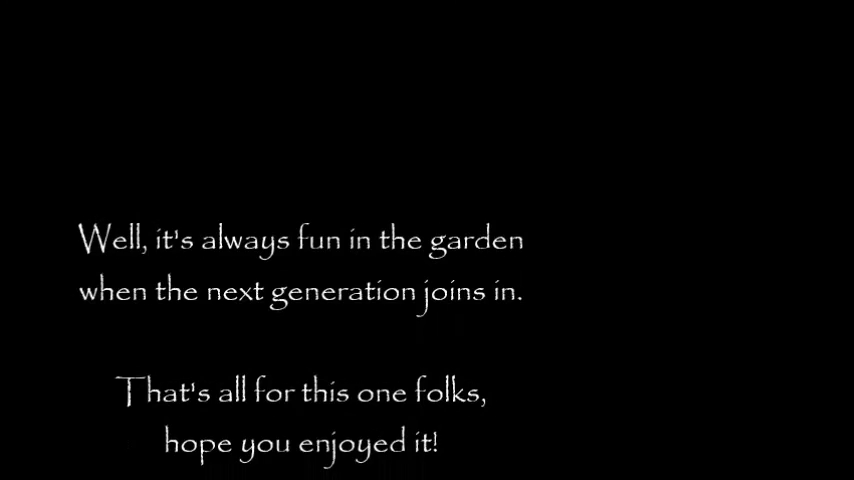 Well, it's always fun in the garden
when the next generation joins in.
That's all for this one folks,
hope you enjoyed it!